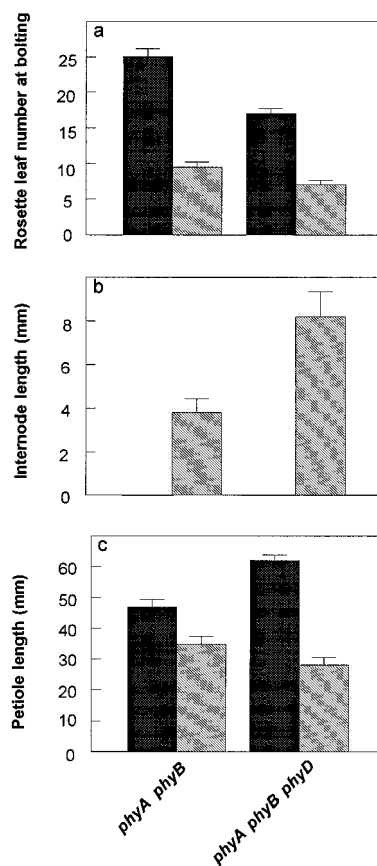 a
Rosette leaf number at bolting
25
20
15
10
5
0
b
Internode length (mm)
8
6
4
2
0
c
Petiole length (mm)
60
50
40
30
20
10
0
phyA phyB
phyA phyB phyD